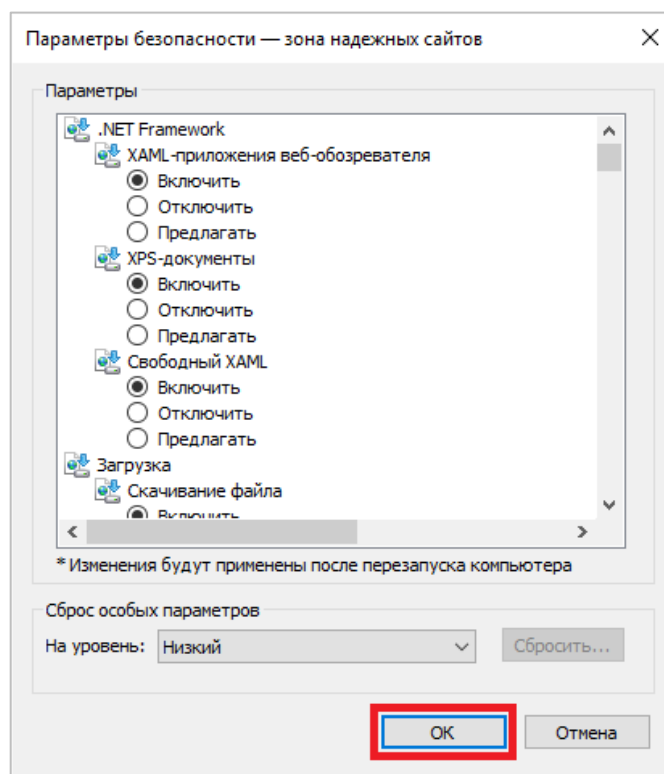 Параметры безопасности — зона надежных сайтов
Параметры
.NET Framework
XAML-приложения веб-обозревателя
Включить
Отключить
Предлагать
XPS-документы
Включить
Отключить
Предлагать
Свободный XAML
Включить
Отключить
Предлагать
Загрузка
Скачивание файла
Включить
* Изменения будут применены после перезапуска компьютера
Сброс особых параметров
На уровень: Низкий Сбросить...
ОК Отмена